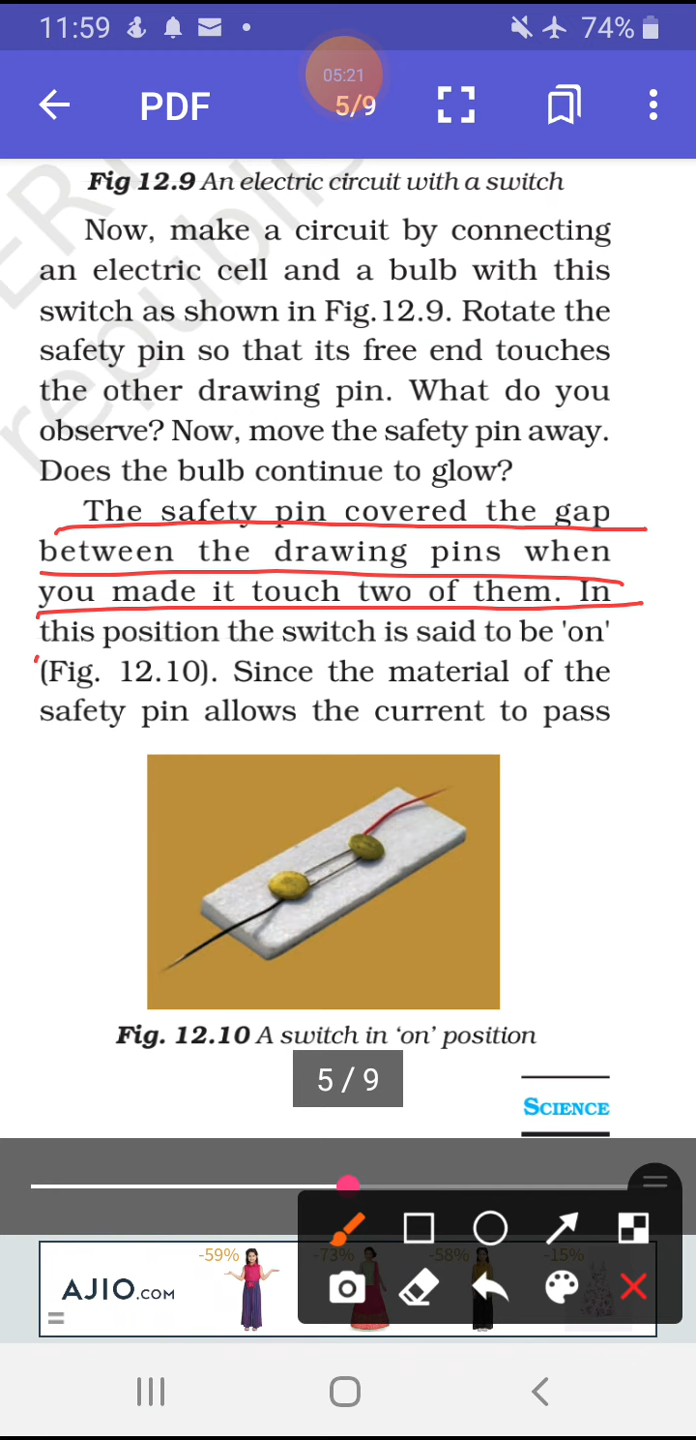 11:59
74%
05:21
PDF
5/9
Fig 12.9 An electric circuit with a switch
Now, make a circuit by connecting
an electric cell and a bulb with this
switch as shown in Fig.12.9. Rotate the
safety pin so that its free end touches
the other drawing pin. What do you
observe? Now, move the safety pin away.
Does the bulb continue to glow?
The safety pin covered the gap
between the drawing pins when
you made it touch two of them. In
this position the switch is said to be 'on'
(Fig. 12.10). Since the material of the
safety pin allows the current to pass
Fig. 12.10 A switch in ‘on’ position
5 / 9
SCIENCE
-59%
-73%
-58%
-15%
AJIO.COM